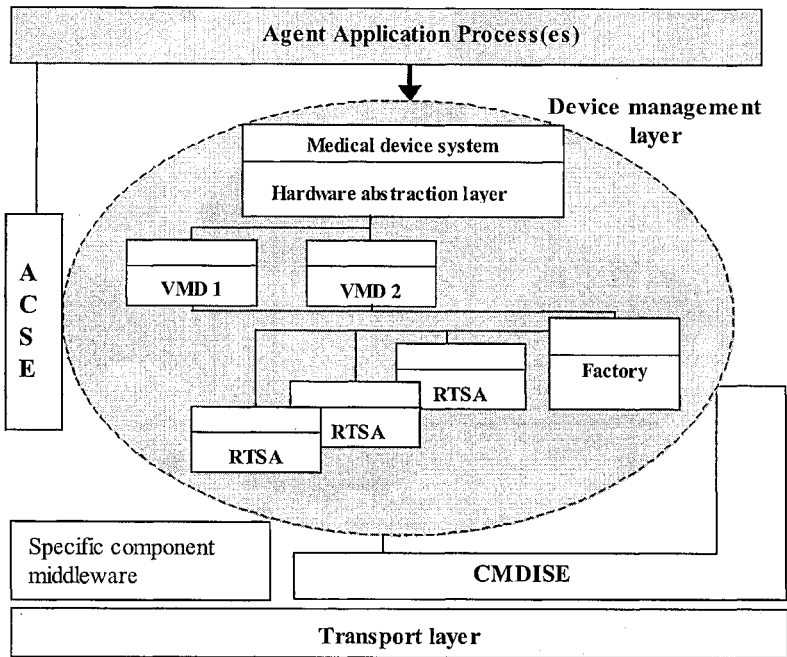 Agent Application Process(es)
Device management
layer
Medical device system
Hardware abstraction layer
A
C
S
E
VMD 1
VMD 2
Factory
RTSA
RTSA
RTSA
Specific component
middleware
CMDISE
Transport layer